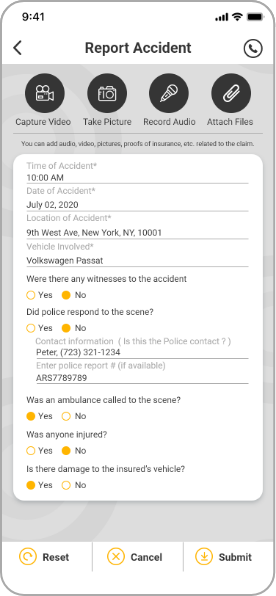 9:41
Report Accident
Capture Video Take Picture Record Audio Attach Files
You can add audio, video, pictures, proofs of insurance, etc. related to the claim.
Time of Accident*
10:00 AM
Date of Accident*
July 02, 2020
Location of Accident*
9th West Ave, New York, NY, 10001
Vehicle Involved*
Volkswagen Passat
Were there any witnesses to the accident
Yes No
Did police respond to the scene?
Yes No
Contact information ( Is this the Police contact ? )
Peter, (723) 321-1234
Enter police report # (if available)
ARS7789789
Was an ambulance called to the scene?
Yes No
Was anyone injured?
Yes No
Is there damage to the insured's vehicle?
Yes No
Reset Cancel Submit